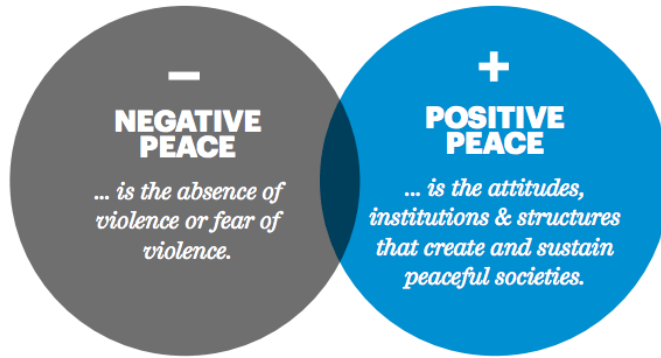 –
NEGATIVE
PEACE
... is the absence of
violence or fear of
violence.
+
POSITIVE
PEACE
... is the attitudes,
institutions & structures
that create and sustain
peaceful societies.